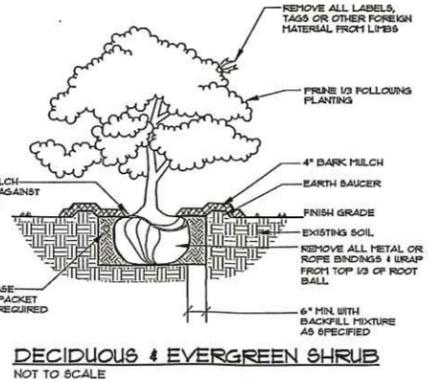 REMOVE ALL LABELS,
TAGS OR OTHER FOREIGN
MATERIAL FROM LIMBS
PRUNE 1/3 FOLLOWING
PLANTING
4" BARK MULCH
EARTH SAUCER
FINISH GRADE
EXISTING SOIL
REMOVE ALL METAL OR
ROPE BINDINGS & WRAP
FROM TOP 1/3 OF ROOT
BALL
6" MIN. WITH
BACKFILL MIXTURE
AS SPECIFIED
LCH
AGAINST
ASE
PACKET
REQUIRED
DECIDUOUS & EVERGREEN SHRUB
NOT TO SCALE